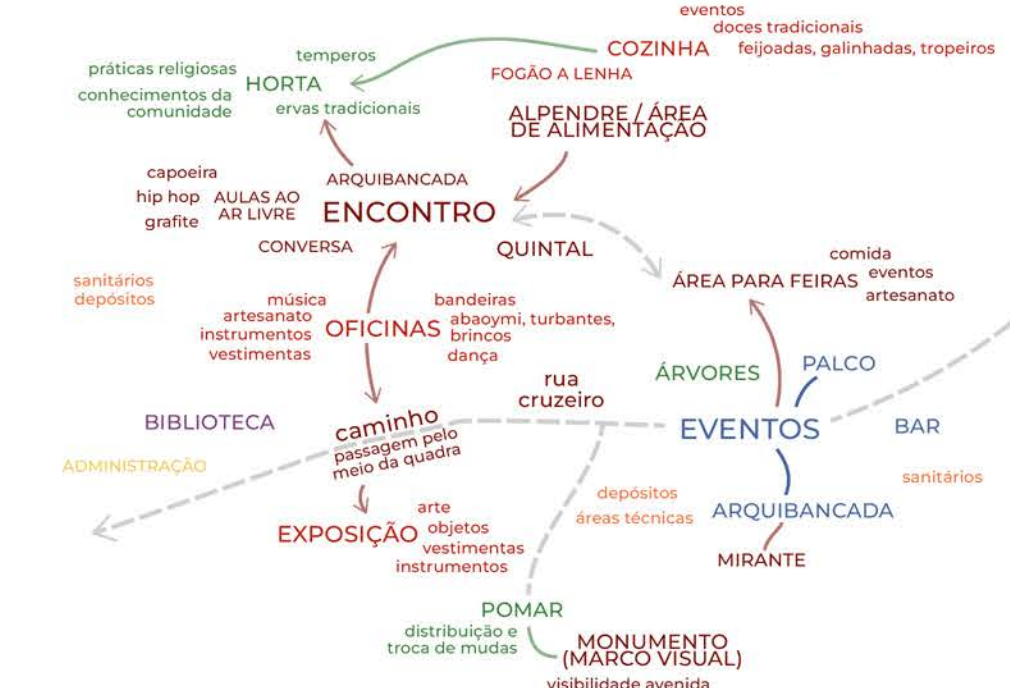 eventos
doces tradicionais
COZINHA
feijoadas, galinhadas, tropeiros
FOGÃO A LENHA
temperos
práticas religiosas
HORTA
conhecimentos da
comunidade
ervas tradicionais
ALPENDRE / ÁREA
DE ALIMENTAÇÃO
capoeira
hip hop
grafite
AULAS AO
AR LIVRE
ARQUIBANCADA
ENCONTRO
CONVERSA
QUINTAL
sanitários
depósitos
ÁREA PARA FEIRAS
comida
eventos
artesanato
música
artesanato
instrumentos
vestimentas
OFICINAS
bandeiras
abaoymi, turbantes,
brincos
dança
rua
cruzeiro
ÁRVORES
PALCO
BIBLIOTECA
ADMINISTRAÇÃO
caminho
passagem pelo
meio da quadra
EVENTOS
BAR
sanitários
depósitos
áreas técnicas
ARQUIBANCADA
MIRANTE
EXPOSIÇÃO
arte
objetos
vestimentas
instrumentos
POMAR
distribuição e
troca de mudas
MONUMENTO
(MARCO VISUAL)
visibilidade avenida